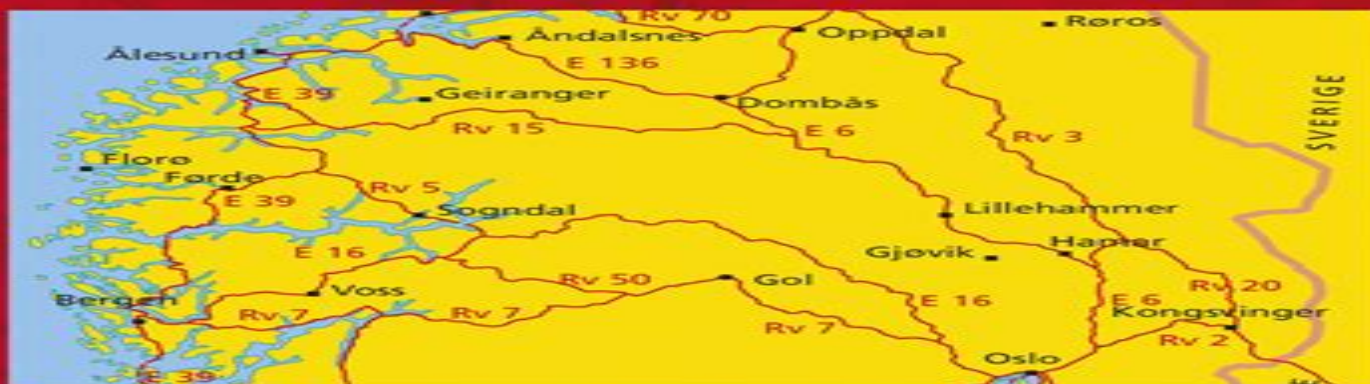 Rv 70
Røros
Oppdal
Åndalsnes
Ålesund
E 136
SVERIGE
E 39
Geiranger
Dombås
Rv 15
E 6
Rv 3
Florø
Førde
Rv 5
E 39
Sogndal
Lillehammer
E 16
Gjøvik
Hamar
Rv 50
Gol
Voss
Bergen
Rv 7
Rv 7
E 16
E 6
Rv 20
Kongsvinger
Rv 7
Rv 2
Oslo
E 39